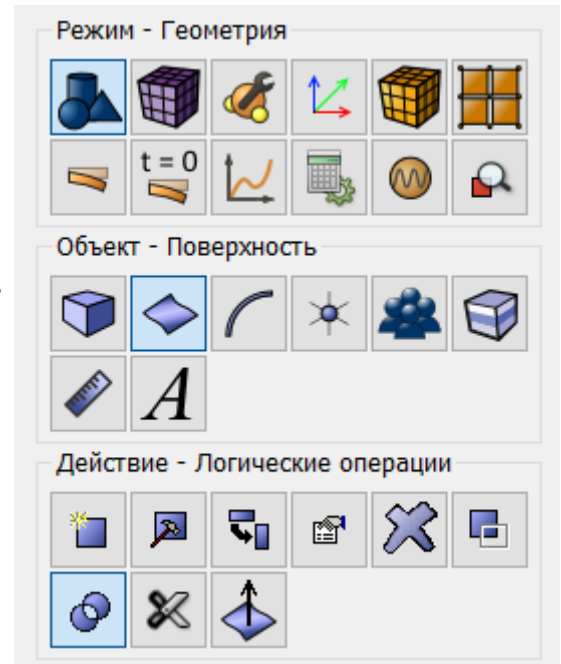 Режим - Геометрия
t = 0
Объект - Поверхность
A
Действие - Логические операции